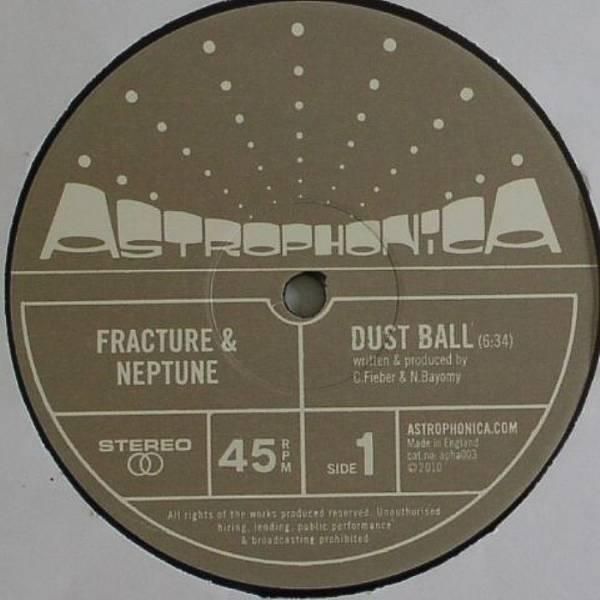 ASTROPHONICA
FRACTURE &
NEPTUNE
DUST BALL (6:34)
written & produced by
C.Fieber & N.Bayomy
STEREO
45 RPM
SIDE 1
ASTROPHONICA.COM
Made in England
cat.no: apha003
©2010
All rights of the works produced reserved. Unauthorised
hiring, lending, public performance
& broadcasting prohibited